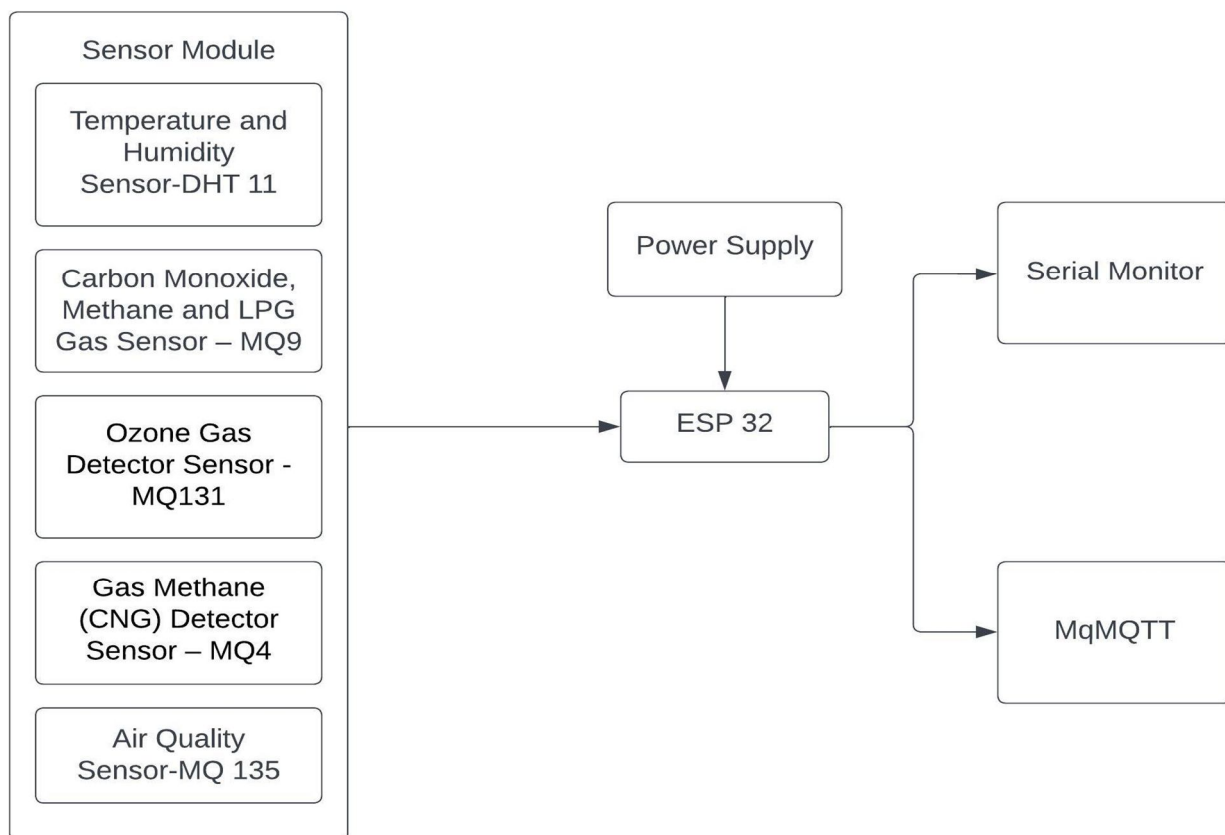 Sensor Module
Temperature and
Humidity
Sensor-DHT 11
Carbon Monoxide,
Methane and LPG
Gas Sensor – MQ9
Ozone Gas
Detector Sensor -
MQ131
Gas Methane
(CNG) Detector
Sensor – MQ4
Air Quality
Sensor-MQ 135
Power Supply
ESP 32
Serial Monitor
MqMQTT